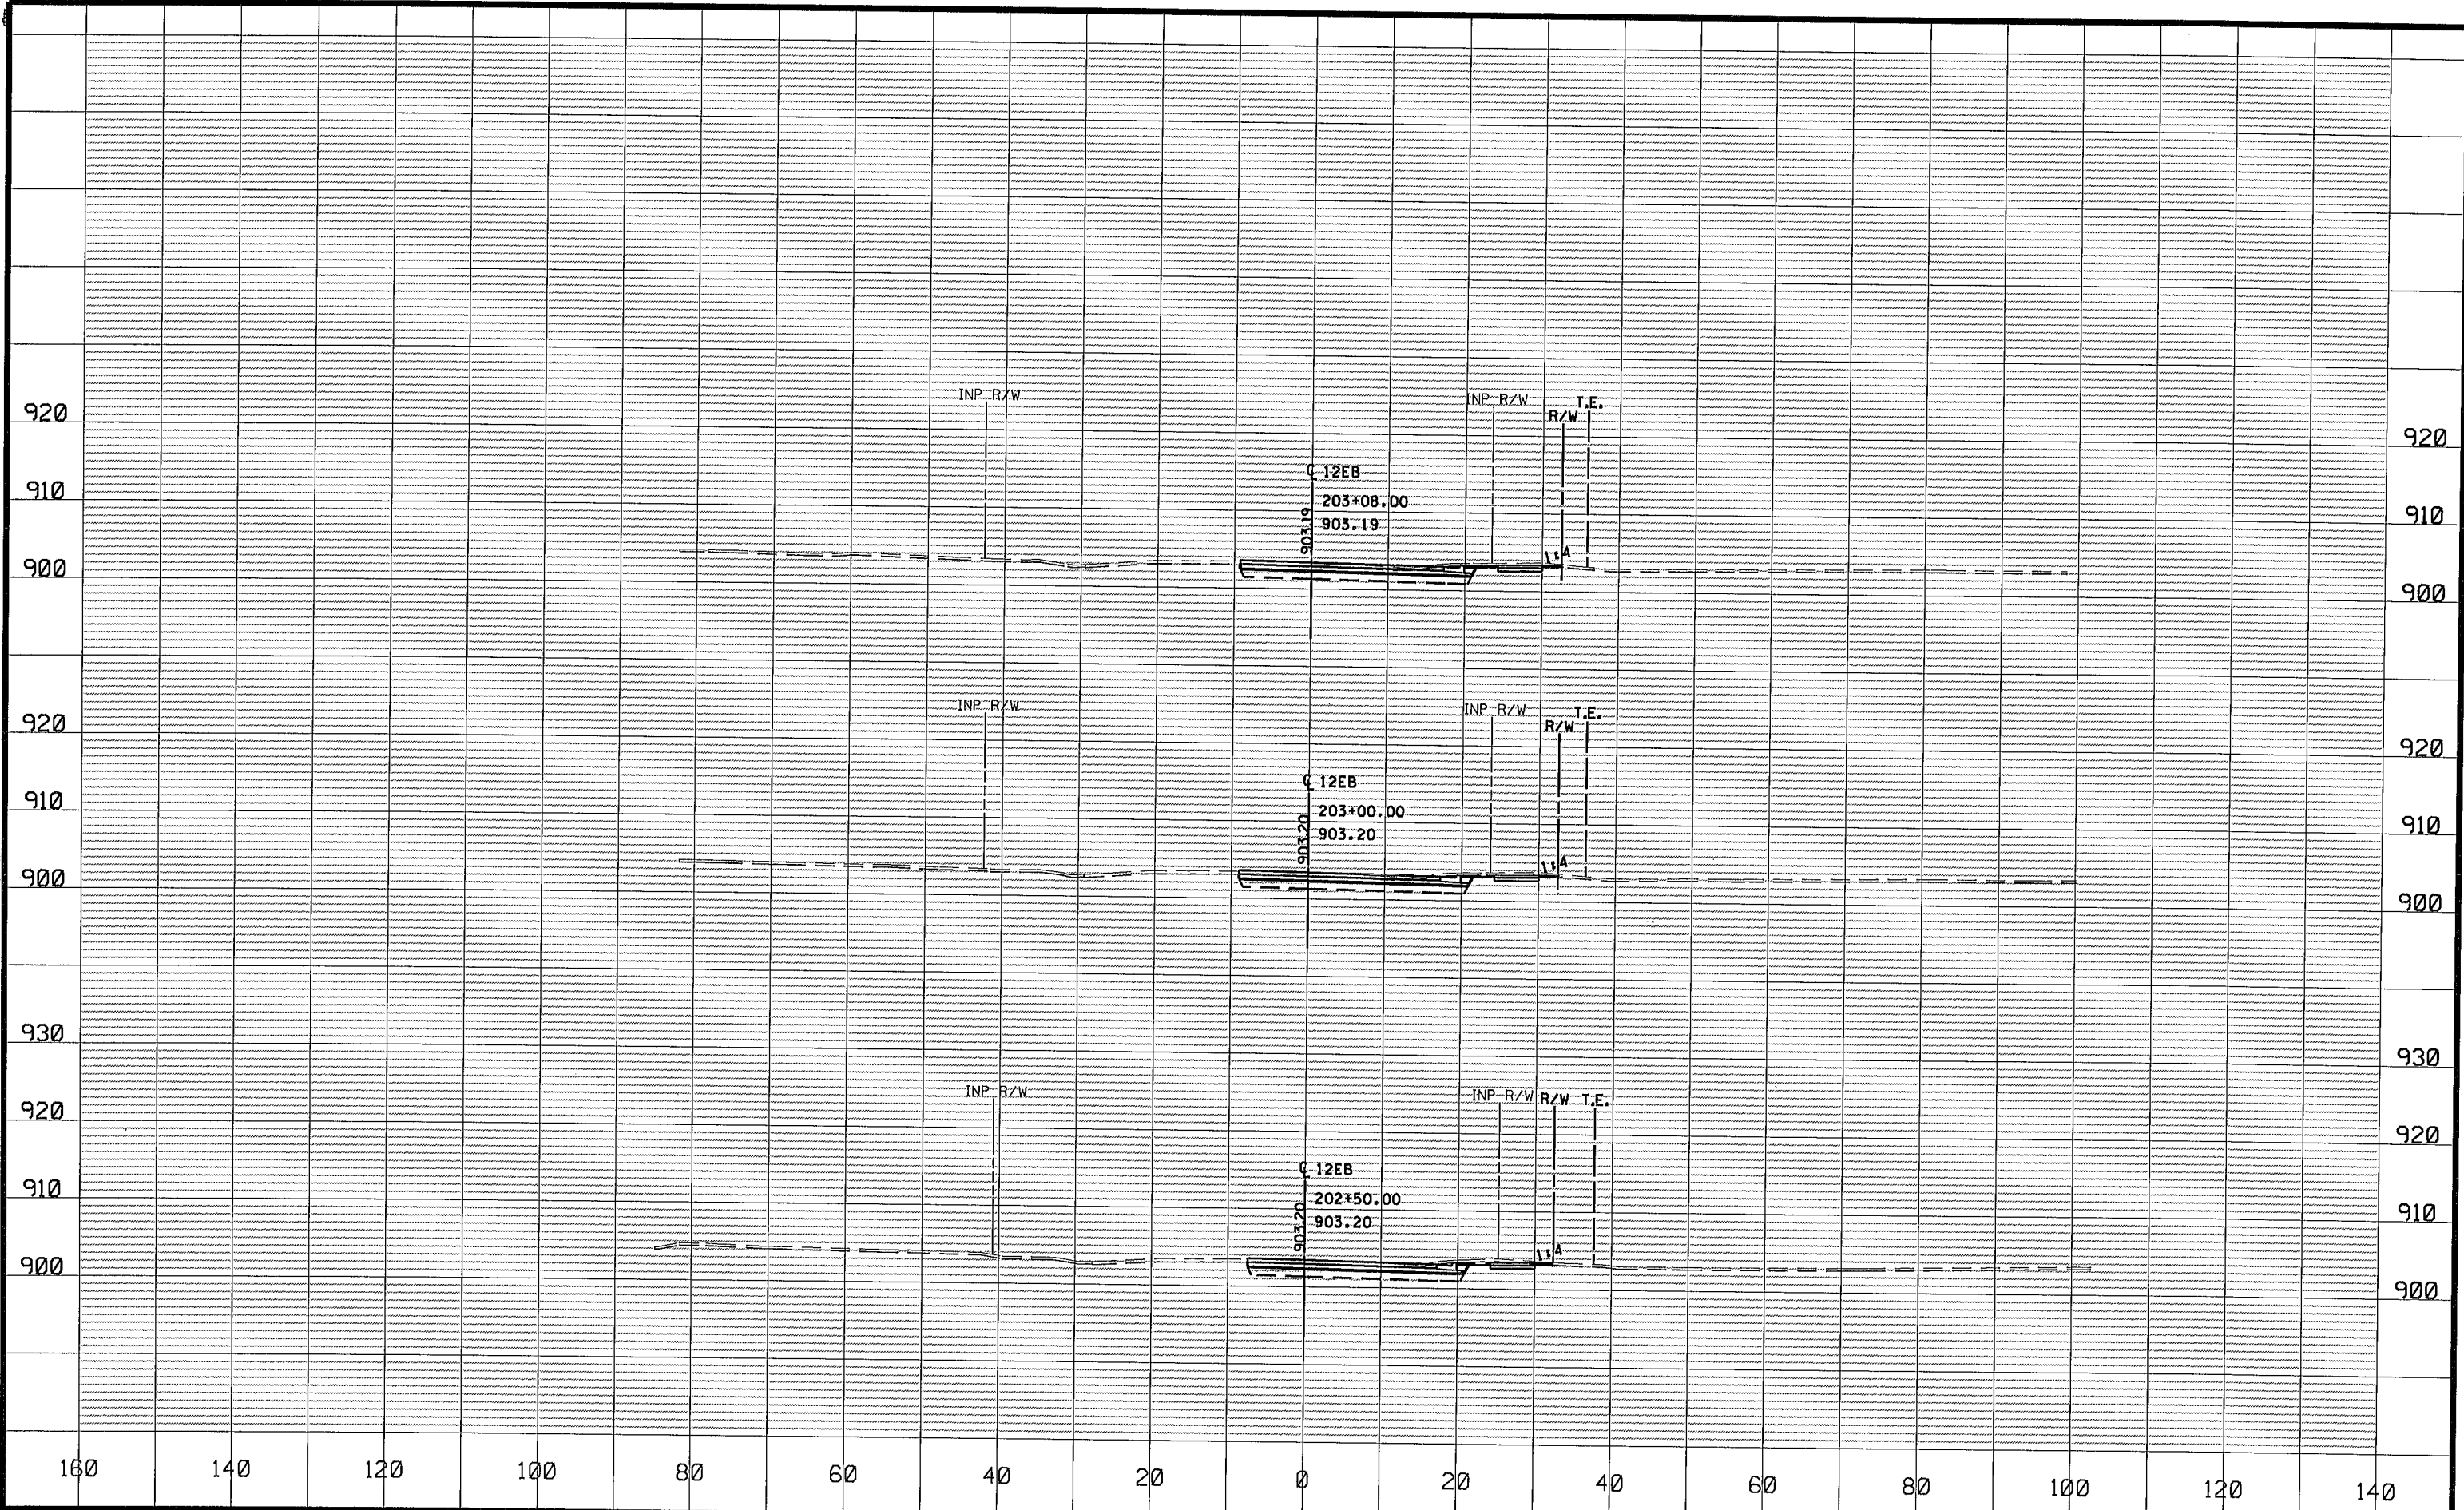 INP R/W
INP R/W
T.E.
R/W
920
920
℄ 12EB
910
203+08.00
910
903.19
903.19
1:4
900
900
INP R/W
INP R/W
T.E.
R/W
920
920
℄ 12EB
910
203+00.00
910
903.20
903.20
1:4
900
900
930
930
INP R/W
INP R/W R/W T.E.
920
920
℄ 12EB
910
202+50.00
910
903.20
903.20
1:4
900
900
160 140 120 100 80 60 40 20 0 20 40 60 80 100 120 140